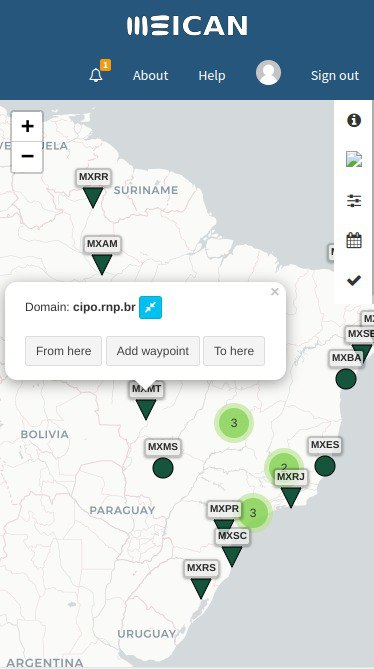 MEICAN
1
About
Help
Sign out
+
−
SURINAME
MXRR
MXAM
×
Domain: cipo.rnp.br
From here
Add waypoint
To here
MXMT
MXBA
3
BOLIVIA
MXMS
MXES
2
MXRJ
PARAGUAY
MXPR
3
MXSC
MXRS
URUGUAY
ARGENTINA